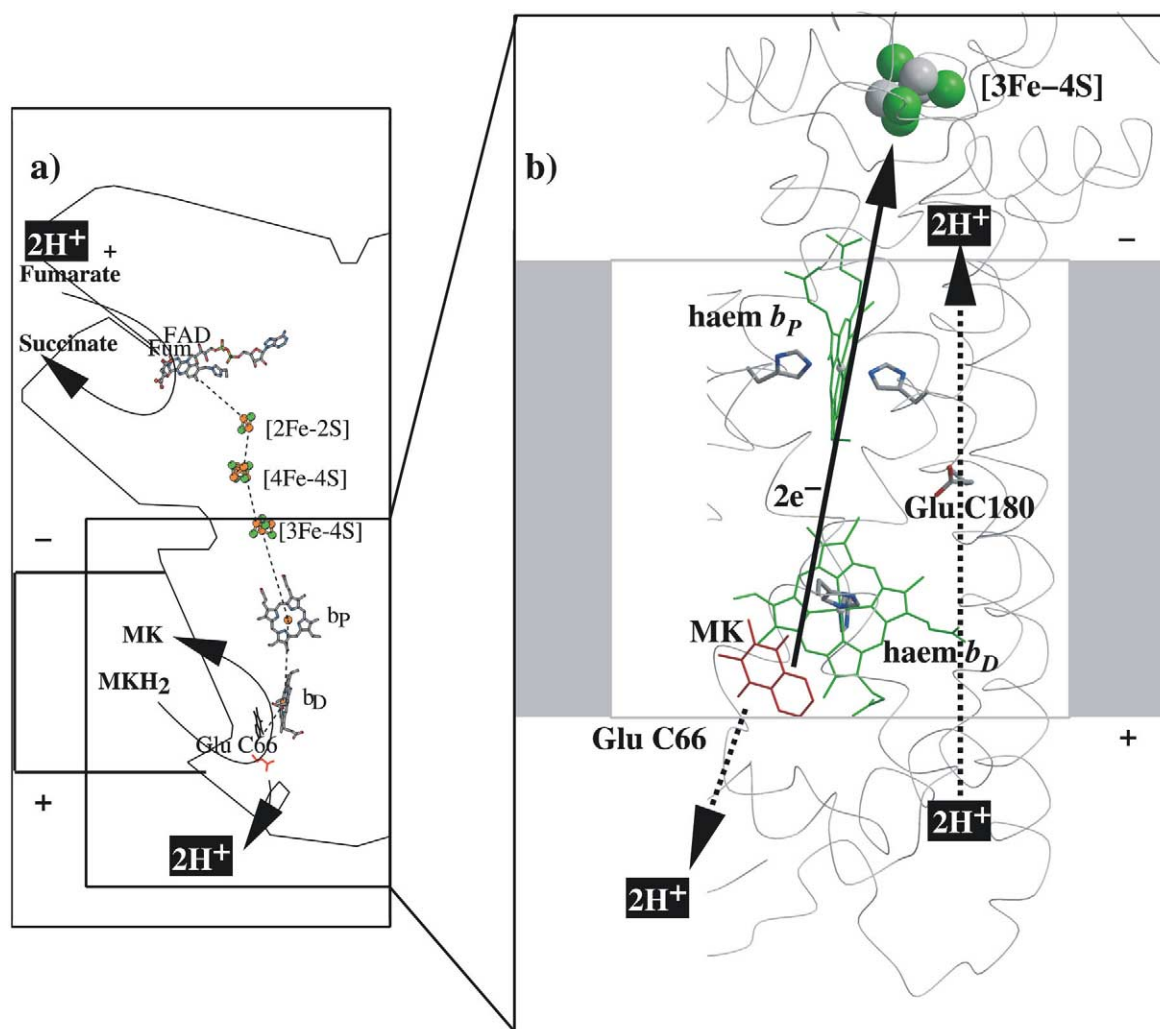 a)
2H+
+
Fumarate
Succinate
FAD
Fum
[2Fe-2S]
[4Fe-4S]
[3Fe-4S]
−
bP
MK
MKH2
bD
Glu C66
+
2H+
b)
[3Fe−4S]
2H+
−
haem bP
2e−
Glu C180
MK
haem bD
Glu C66
+
2H+
2H+